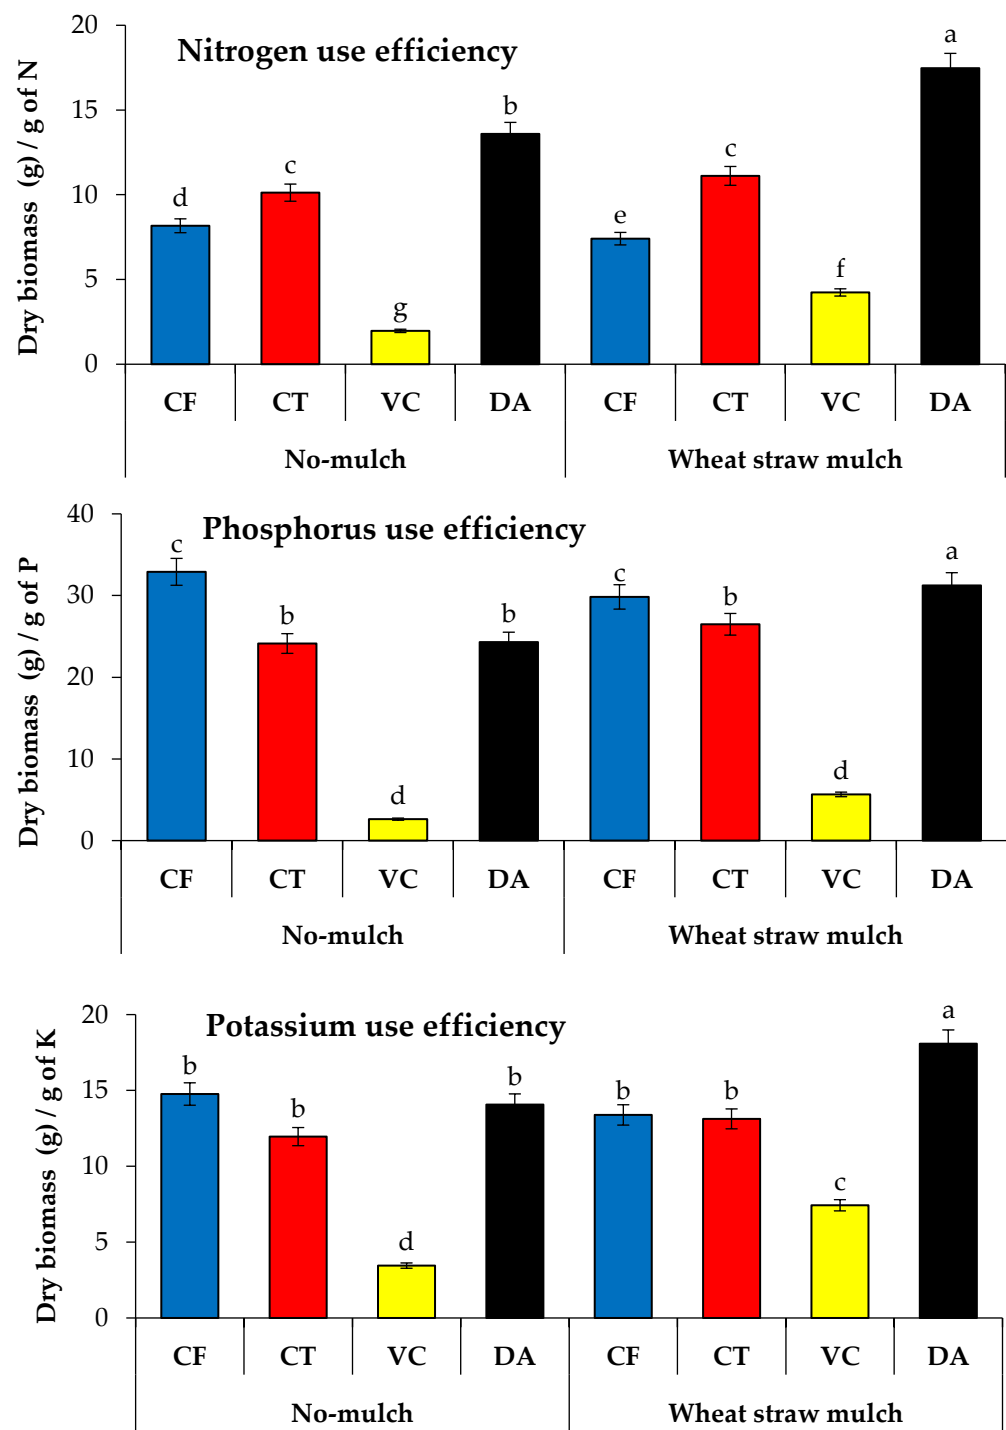 Nitrogen use efficiency
Dry biomass (g) / g of N
20
15
10
5
0
d
c
g
b
e
c
f
a
CF CT VC DA CF CT VC DA
No-mulch Wheat straw mulch
Phosphorus use efficiency
Dry biomass (g) / g of P
40
30
20
10
0
c
b
d
b
c
b
d
a
CF CT VC DA CF CT VC DA
No-mulch Wheat straw mulch
Potassium use efficiency
Dry biomass (g) / g of K
20
15
10
5
0
b
b
d
b
b
b
c
a
CF CT VC DA CF CT VC DA
No-mulch Wheat straw mulch